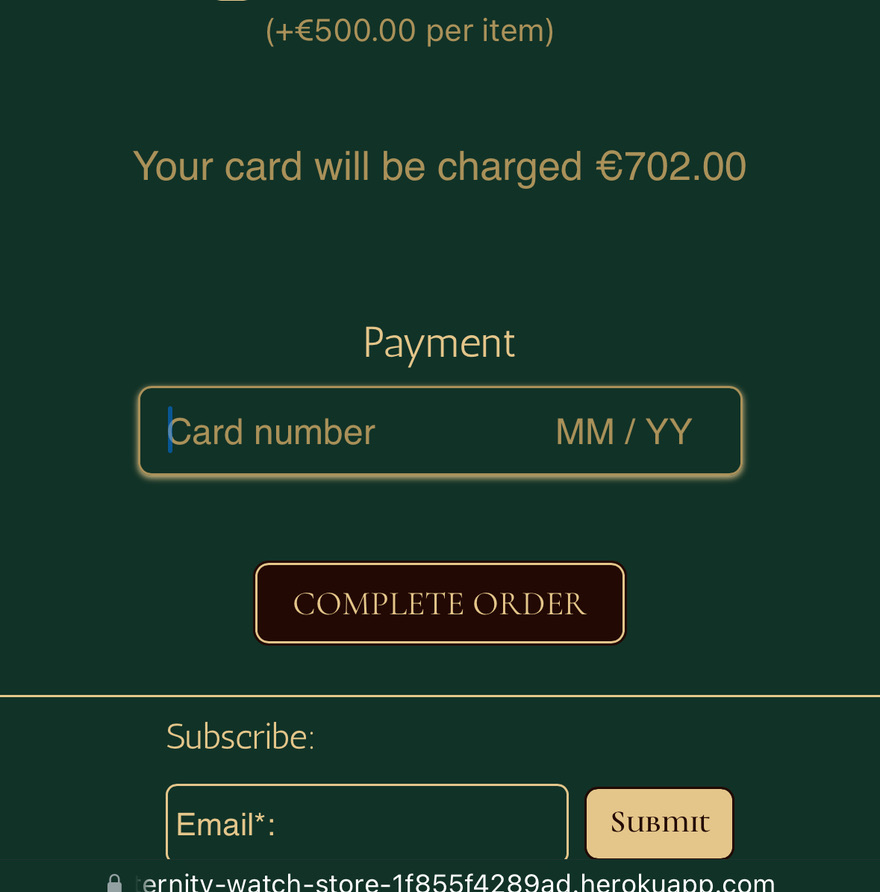 (+€500.00 per item)
Your card will be charged €702.00
Payment
Card number MM / YY
COMPLETE ORDER
Subscribe:
Email*: Submit
ernity-watch-store-1f855f4289ad.herokuapp.com